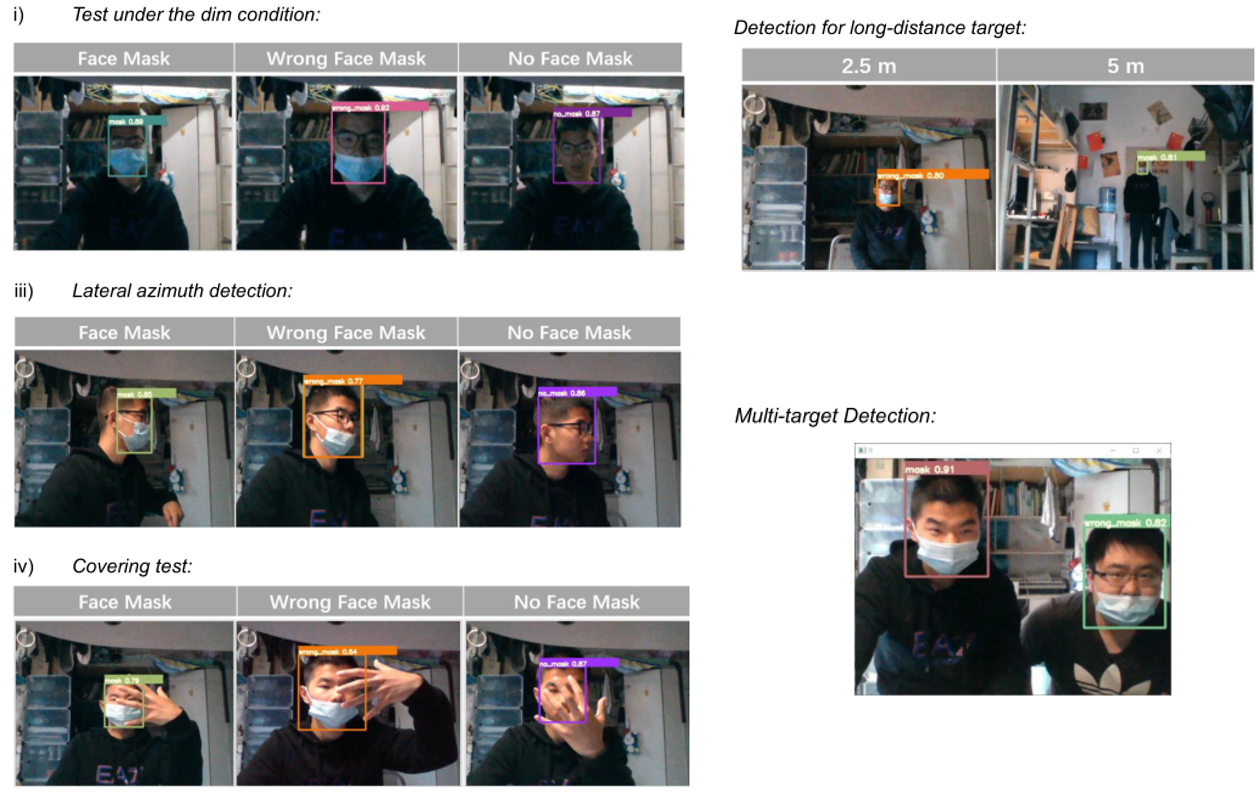 i) Test under the dim condition:
Face Mask Wrong Face Mask No Face Mask
mask 0.89 wrong_mask 0.92 no_mask 0.87
EA7
Detection for long-distance target:
2.5 m 5 m
wrong_mask 0.80 mask 0.81
EA7
iii) Lateral azimuth detection:
Face Mask Wrong Face Mask No Face Mask
mask 0.85 wrong_mask 0.77 no_mask 0.86
iv) Covering test:
Face Mask Wrong Face Mask No Face Mask
mask 0.79 wrong_mask 0.64 no_mask 0.87
EA7
Multi-target Detection:
mask 0.91
wrong_mask 0.82
EA7